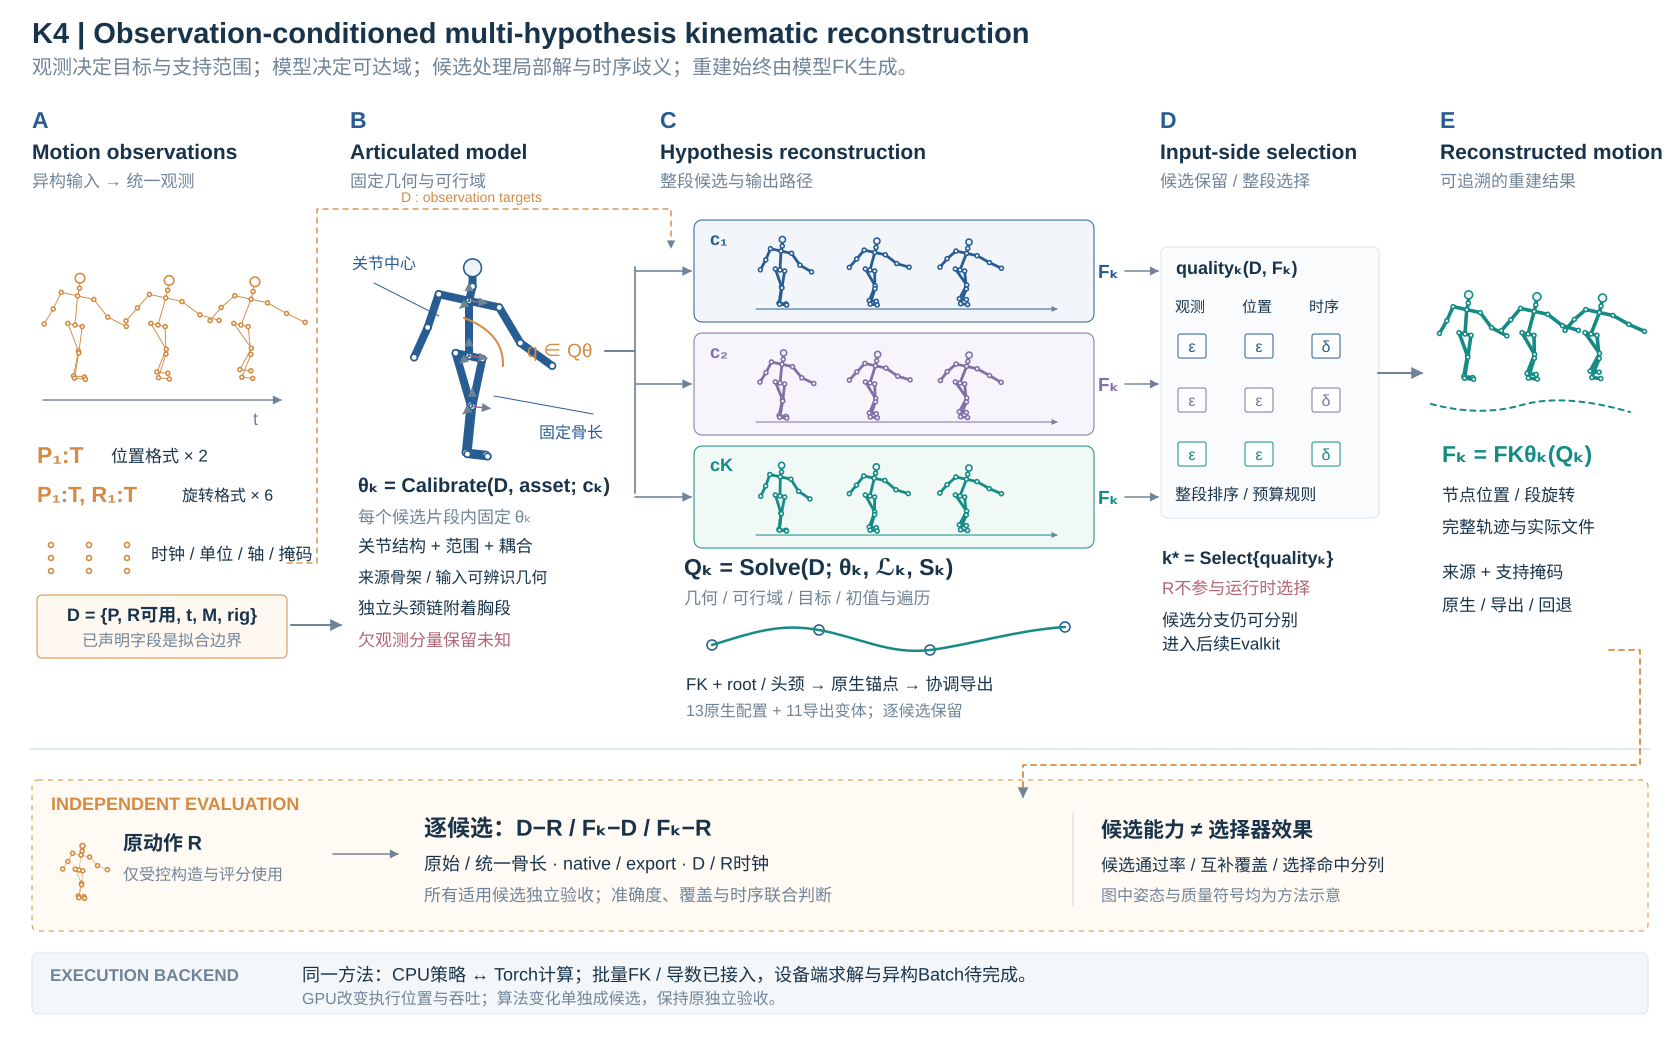 K4 | Observation-conditioned multi-hypothesis kinematic reconstruction
观测决定目标与支持范围；模型决定可达域；候选处理局部解与时序歧义；重建始终由模型FK生成。
A
Motion observations
异构输入 → 统一观测
t
P₁:T 位置格式 × 2
P₁:T, R₁:T 旋转格式 × 6
时钟 / 单位 / 轴 / 掩码
D = {P, R可用, t, M, rig}
已声明字段是拟合边界
B
Articulated model
固定几何与可行域
D : observation targets
关节中心
q ∈ Qθ
固定骨长
θₖ = Calibrate(D, asset; cₖ)
每个候选片段内固定 θₖ
关节结构 + 范围 + 耦合
来源骨架 / 输入可辨识几何
独立头颈链附着胸段
欠观测分量保留未知
C
Hypothesis reconstruction
整段候选与输出路径
c₁
Fₖ
c₂
Fₖ
cK
Fₖ
Qₖ = Solve(D; θₖ, ℒₖ, Sₖ)
几何 / 可行域 / 目标 / 初值与遍历
FK + root / 头颈 → 原生锚点 → 协调导出
13原生配置 + 11导出变体；逐候选保留
D
Input-side selection
候选保留 / 整段选择
qualityₖ(D, Fₖ)
观测 位置 时序
ε ε δ
ε ε δ
ε ε δ
整段排序 / 预算规则
k* = Select{qualityₖ}
R不参与运行时选择
候选分支仍可分别
进入后续Evalkit
E
Reconstructed motion
可追溯的重建结果
Fₖ = FKθₖ(Qₖ)
节点位置 / 段旋转
完整轨迹与实际文件
来源 + 支持掩码
原生 / 导出 / 回退
INDEPENDENT EVALUATION
原动作 R
仅受控构造与评分使用
逐候选：D−R / Fₖ−D / Fₖ−R
原始 / 统一骨长 · native / export · D / R时钟
所有适用候选独立验收；准确度、覆盖与时序联合判断
候选能力 ≠ 选择器效果
候选通过率 / 互补覆盖 / 选择命中分列
图中姿态与质量符号均为方法示意
EXECUTION BACKEND
同一方法：CPU策略 ↔ Torch计算；批量FK / 导数已接入，设备端求解与异构Batch待完成。
GPU改变执行位置与吞吐；算法变化单独成候选，保持原独立验收。